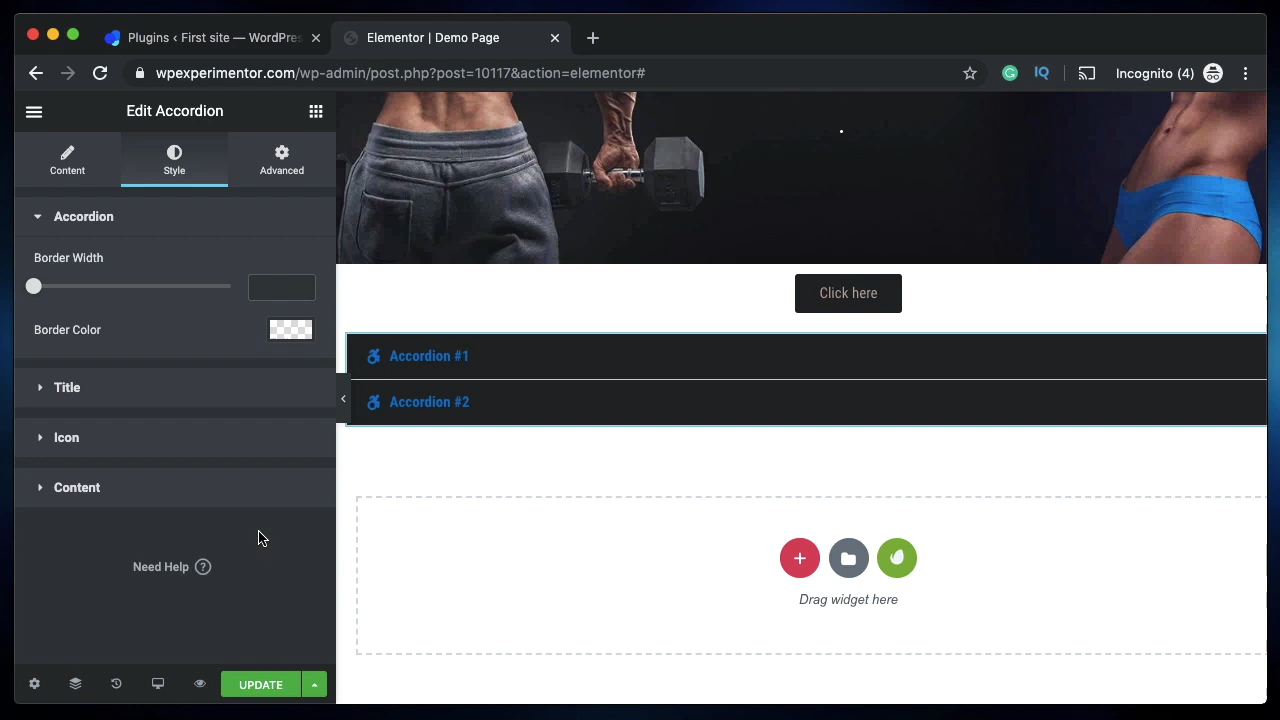 Plugins ‹ First site — WordPres
Elementor | Demo Page
wpexperimentor.com/wp-admin/post.php?post=10117&action=elementor#
IQ
Incognito (4)
Edit Accordion
Content
Style
Advanced
Accordion
Border Width
Border Color
Title
Icon
Content
Need Help ?
UPDATE
Click here
Accordion #1
Accordion #2
Drag widget here